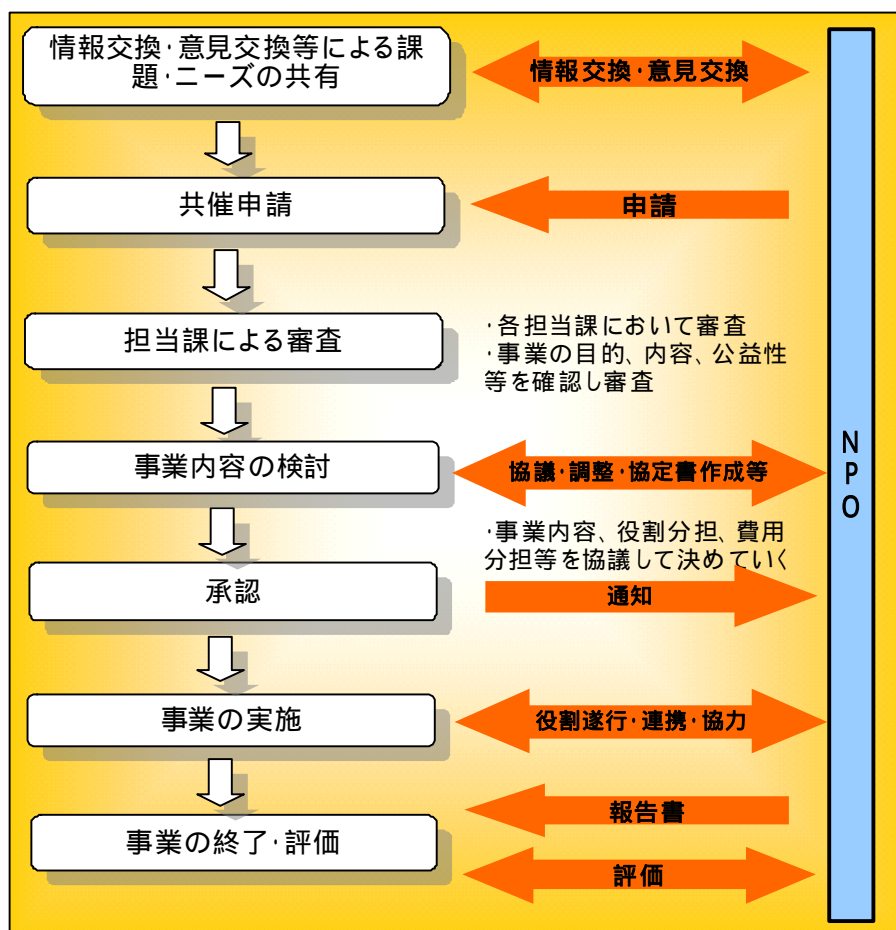 情報交換・意見交換等による課
題・ニーズの共有
情報交換・意見交換
共催申請
申請
担当課による審査
・各担当課において審査
・事業の目的、内容、公益性
等を確認し審査
事業内容の検討
協議・調整・協定書作成等
・事業内容、役割分担、費用
分担等を協議して決めていく
承認
通知
事業の実施
役割遂行・連携・協力
報告書
事業の終了・評価
評価
NPO